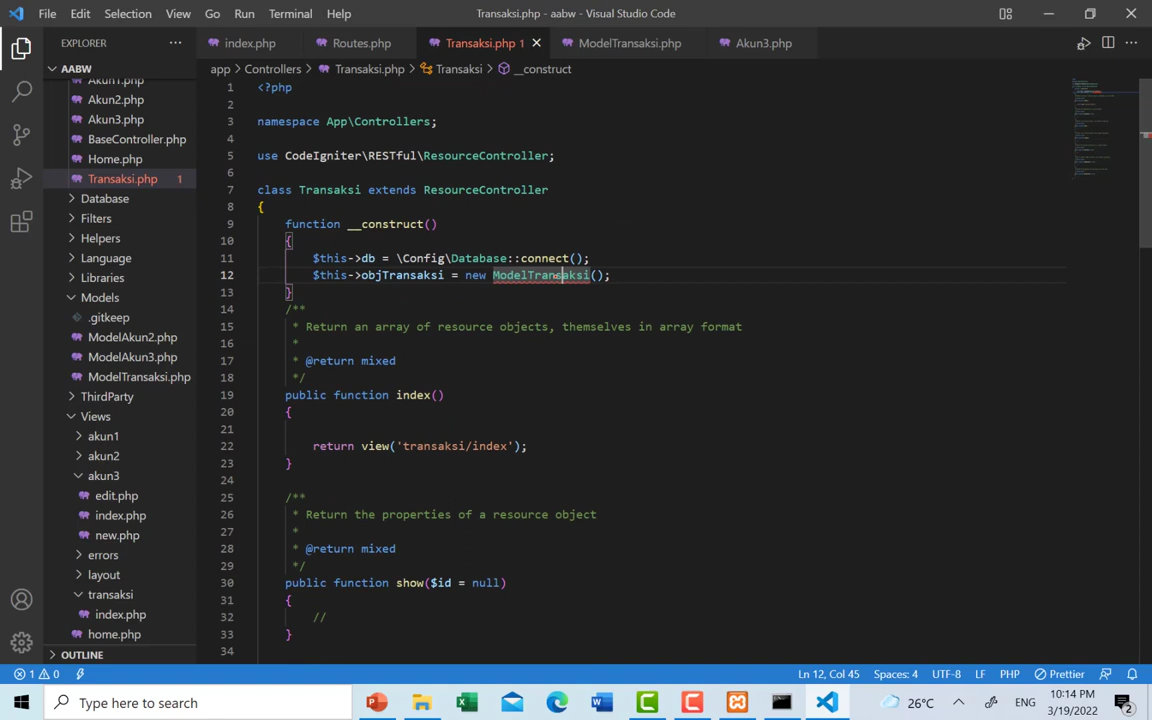 File Edit Selection View Go Run Terminal Help
Transaksi.php - aabw - Visual Studio Code
EXPLORER
index.php
Routes.php
Transaksi.php 1
ModelTransaksi.php
Akun3.php
AABW
app > Controllers > Transaksi.php > Transaksi > __construct
Akun1.php
Akun2.php
Akun3.php
BaseController.php
Home.php
Transaksi.php 1
Database
Filters
Helpers
Language
Libraries
Models
.gitkeep
ModelAkun2.php
ModelAkun3.php
ModelTransaksi.php
ThirdParty
Views
akun1
akun2
akun3
edit.php
index.php
new.php
errors
layout
transaksi
index.php
home.php
OUTLINE
1 <?php
2
3 namespace App\Controllers;
4
5 use CodeIgniter\RESTful\ResourceController;
6
7 class Transaksi extends ResourceController
8 {
9 function __construct()
10 {
11 $this->db = \Config\Database::connect();
12 $this->objTransaksi = new ModelTransaksi();
13 }
14 /**
15 * Return an array of resource objects, themselves in array format
16 *
17 * @return mixed
18 */
19 public function index()
20 {
21
22 return view('transaksi/index');
23 }
24
25 /**
26 * Return the properties of a resource object
27 *
28 * @return mixed
29 */
30 public function show($id = null)
31 {
32 //
33 }
34
1 0
Ln 12, Col 45 Spaces: 4 UTF-8 LF PHP Prettier
Type here to search
26°C
ENG
10:14 PM
3/19/2022
2